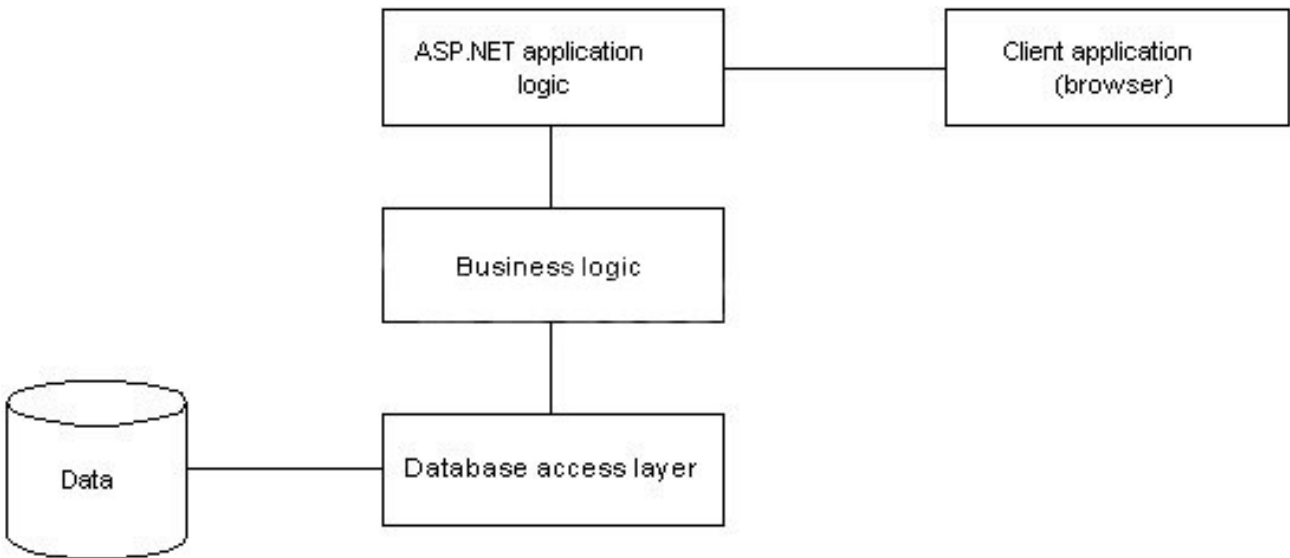 ASP.NET application
logic
Client application
(browser)
Business logic
Database access layer
Data